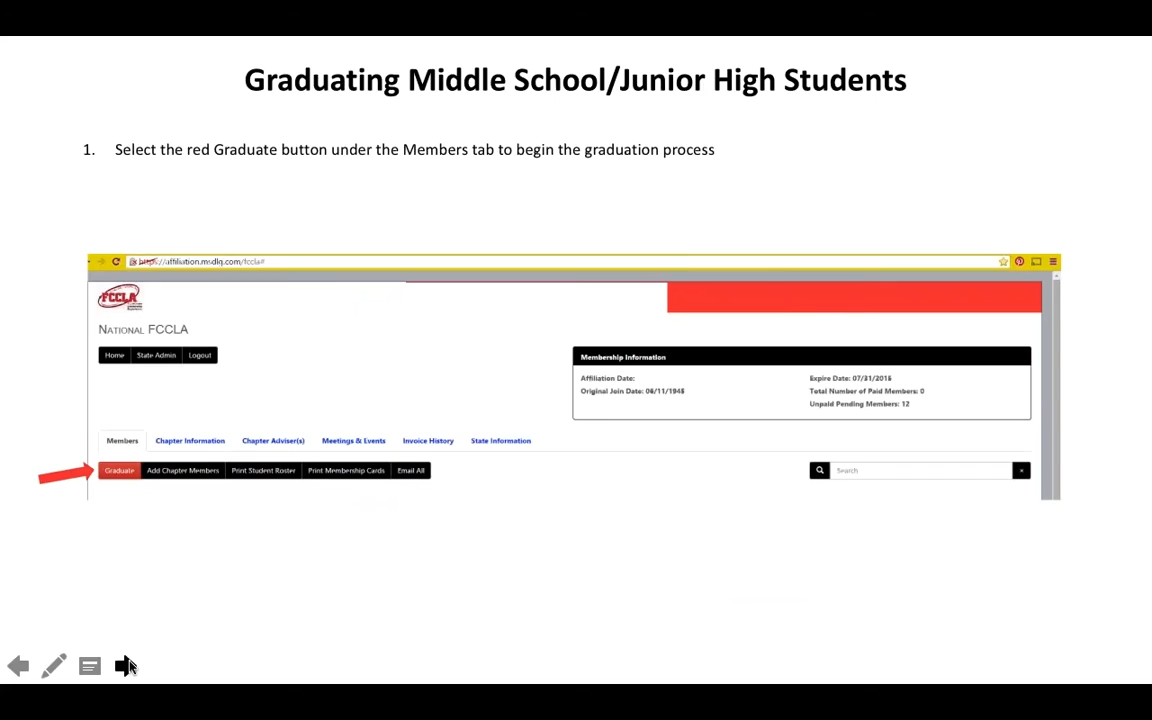 Graduating Middle School/Junior High Students
1. Select the red Graduate button under the Members tab to begin the graduation process
https://affiliation.msdlg.com/fccla#
FCCLA
NATIONAL FCCLA
Home State Admin Logout
Membership Information
Affiliation Date: Expire Date: 07/31/2015
Original Join Date: 06/11/1945 Total Number of Paid Members: 0
Unpaid Pending Members: 12
Members Chapter Information Chapter Adviser(s) Meetings & Events Invoice History State Information
Graduate Add Chapter Members Print Student Roster Print Membership Cards Email All Search